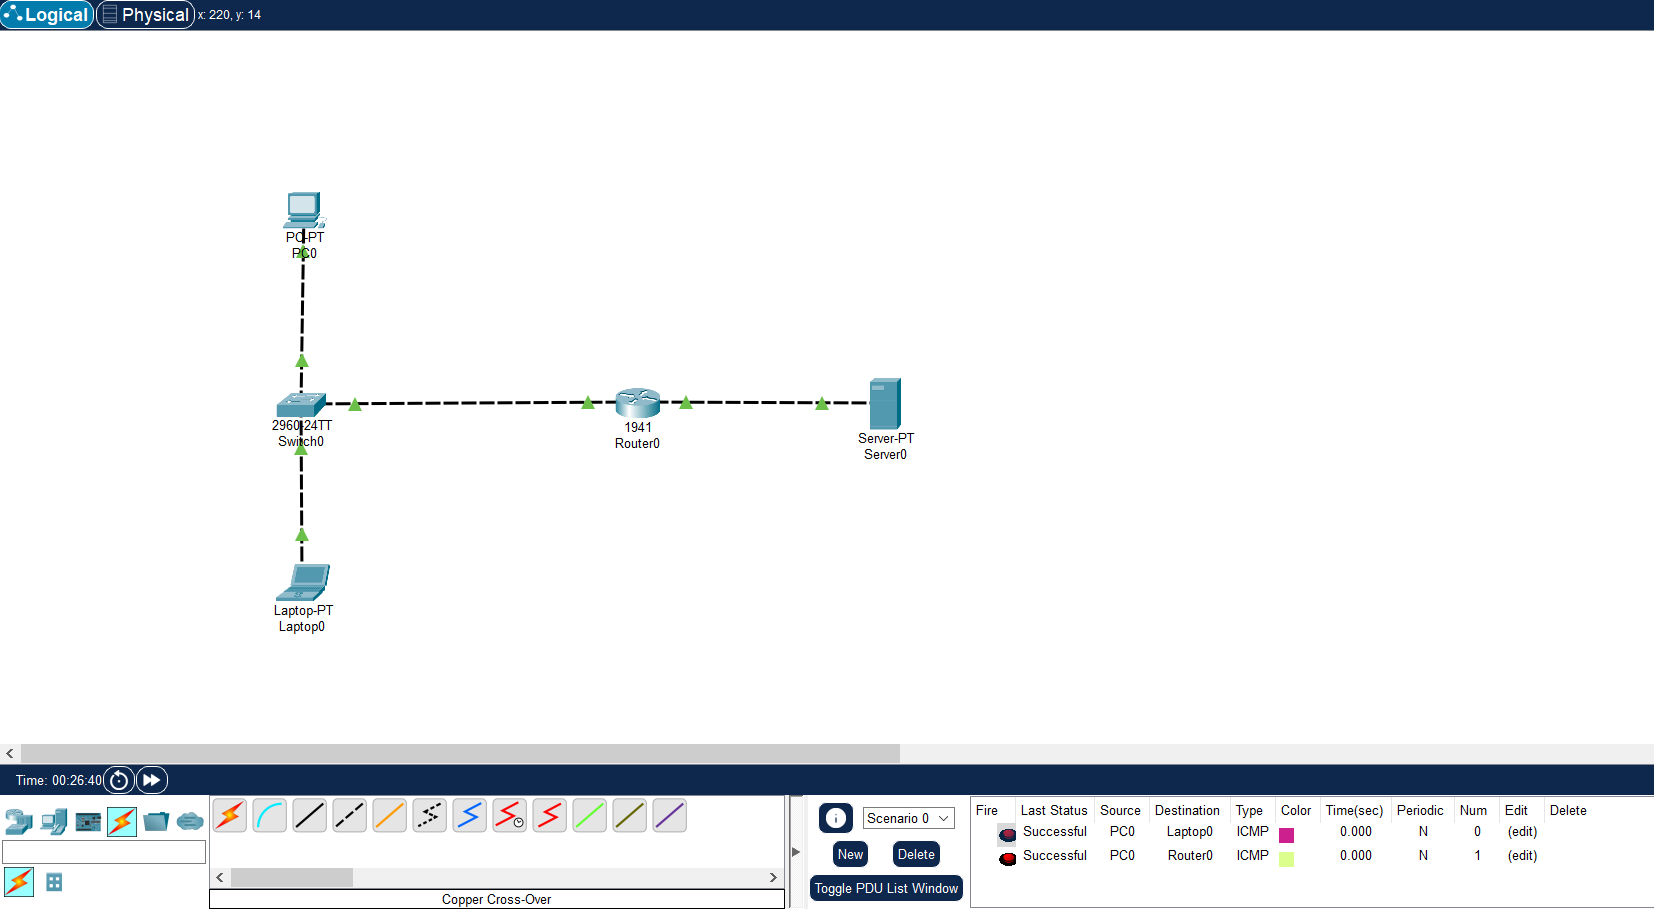 Logical Physical x: 220, y: 14
PC-PT
PC0
2960-24TT
Switch0
1941
Router0
Server-PT
Server0
Laptop-PT
Laptop0
Time: 00:26:40
Scenario 0
New Delete
Toggle PDU List Window
Copper Cross-Over
Fire Last Status Source Destination Type Color Time(sec) Periodic Num Edit Delete
Successful PC0 Laptop0 ICMP 0.000 N 0 (edit)
Successful PC0 Router0 ICMP 0.000 N 1 (edit)